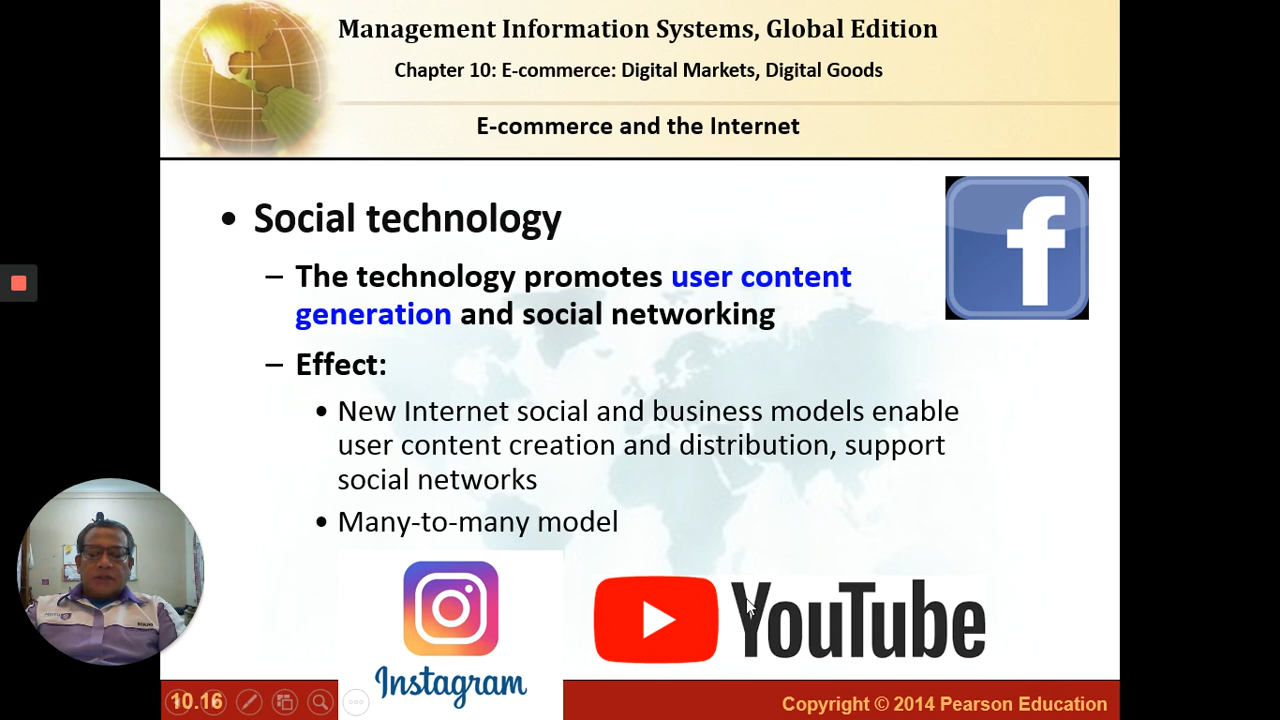 Management Information Systems, Global Edition
Chapter 10: E-commerce: Digital Markets, Digital Goods
E-commerce and the Internet
• Social technology
– The technology promotes user content
generation and social networking
– Effect:
• New Internet social and business models enable
user content creation and distribution, support
social networks
• Many-to-many model
f
Instagram
YouTube
10.16
Copyright © 2014 Pearson Education